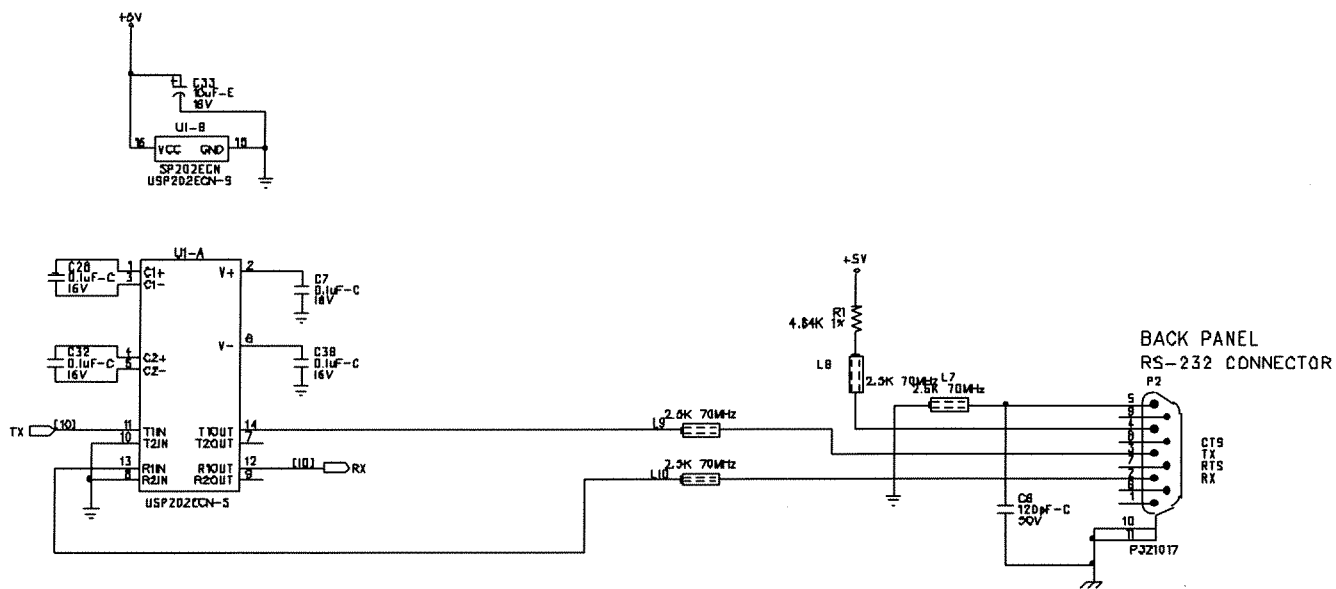 +5V
C33
10uF-E
16V
U1-B
16 VCC GND 15
SP202ECN
USP202ECN-S
U1-A
C28
0.1uF-C
16V
1 C1+
3 C1-
V+ 2
C7
0.1uF-C
16V
C32
0.1uF-C
16V
4 C2+
5 C2-
V- 6
C38
0.1uF-C
16V
TX [10] 11 T1IN T1OUT 14
10 T2IN T2OUT 7
13 R1IN R1OUT 12 [10] RX
8 R2IN R2OUT 9
USP202ECN-S
+5V
R1
4.64K 1%
L8
2.5K 70MHz
L7
2.5K 70MHz
L9
2.5K 70MHz
L10
2.5K 70MHz
C6
120pF-C
50V
BACK PANEL
RS-232 CONNECTOR
P2
5
9
4
8 CTS
3 TX
7 RTS
2 RX
6
1
10
11
P321017